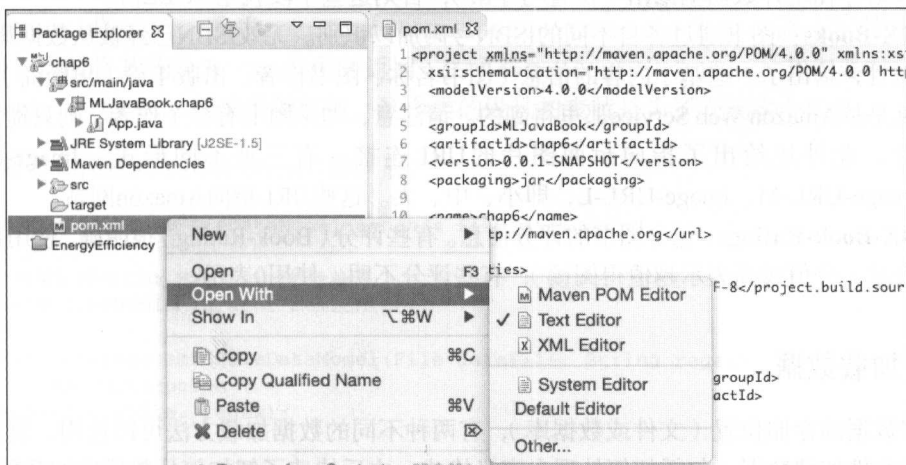 Package Explorer
pom.xml
chap6
src/main/java
MLJavaBook.chap6
App.java
JRE System Library [J2SE-1.5]
Maven Dependencies
src
target
pom.xml
EnergyEfficiency
project xmlns="http://maven.apache.org/POM/4.0.0" xmlns:xs
2 xsi:schemaLocation="http://maven.apache.org/POM/4.0.0 http
3 <modelVersion>4.0.0</modelVersion>
4
5 <groupId>MLJavaBook</groupId>
6 <artifactId>chap6</artifactId>
7 <version>0.0.1-SNAPSHOT</version>
8 <packaging>jar</packaging>
9
10 <name>chap6</name>
p://maven.apache.org</url>
ties>
F-8</project.build.sour
groupId>
actId>
New
Open F3
Open With
Show In ⌥⌘W
Copy ⌘C
Copy Qualified Name
Paste ⌘V
Delete ⌦
Maven POM Editor
✓ Text Editor
XML Editor
System Editor
Default Editor
Other...